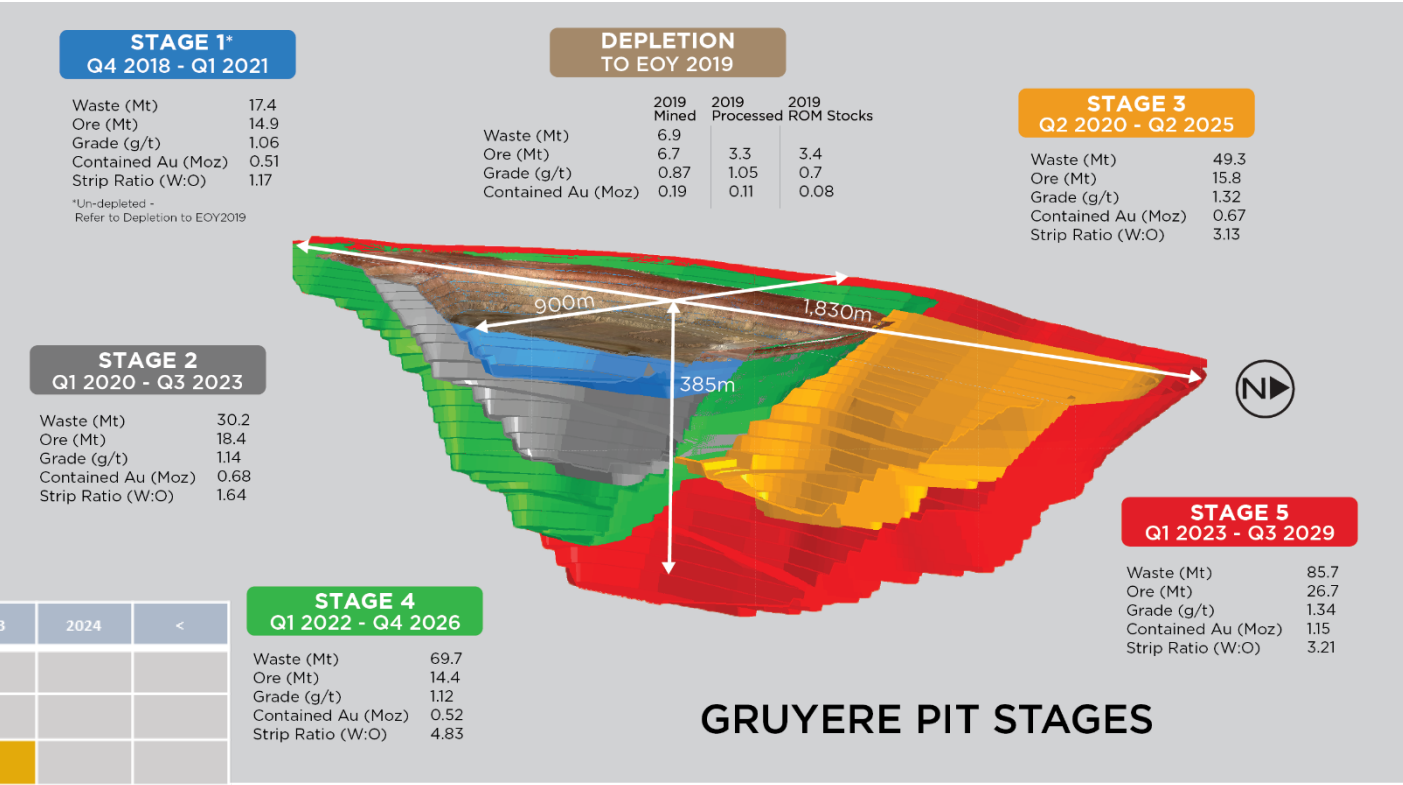 STAGE 1*
Q4 2018 - Q1 2021
Waste (Mt) 17.4
Ore (Mt) 14.9
Grade (g/t) 1.06
Contained Au (Moz) 0.51
Strip Ratio (W:O) 1.17
*Un-depleted -
Refer to Depletion to EOY2019
DEPLETION
TO EOY 2019
2019 2019 2019
Mined Processed ROM Stocks
Waste (Mt) 6.9
Ore (Mt) 6.7 3.3 3.4
Grade (g/t) 0.87 1.05 0.7
Contained Au (Moz) 0.19 0.11 0.08
STAGE 3
Q2 2020 - Q2 2025
Waste (Mt) 49.3
Ore (Mt) 15.8
Grade (g/t) 1.32
Contained Au (Moz) 0.67
Strip Ratio (W:O) 3.13
900m
1,830m
385m
N
STAGE 2
Q1 2020 - Q3 2023
Waste (Mt) 30.2
Ore (Mt) 18.4
Grade (g/t) 1.14
Contained Au (Moz) 0.68
Strip Ratio (W:O) 1.64
STAGE 5
Q1 2023 - Q3 2029
Waste (Mt) 85.7
Ore (Mt) 26.7
Grade (g/t) 1.34
Contained Au (Moz) 1.15
Strip Ratio (W:O) 3.21
3 2024 <
STAGE 4
Q1 2022 - Q4 2026
Waste (Mt) 69.7
Ore (Mt) 14.4
Grade (g/t) 1.12
Contained Au (Moz) 0.52
Strip Ratio (W:O) 4.83
GRUYERE PIT STAGES